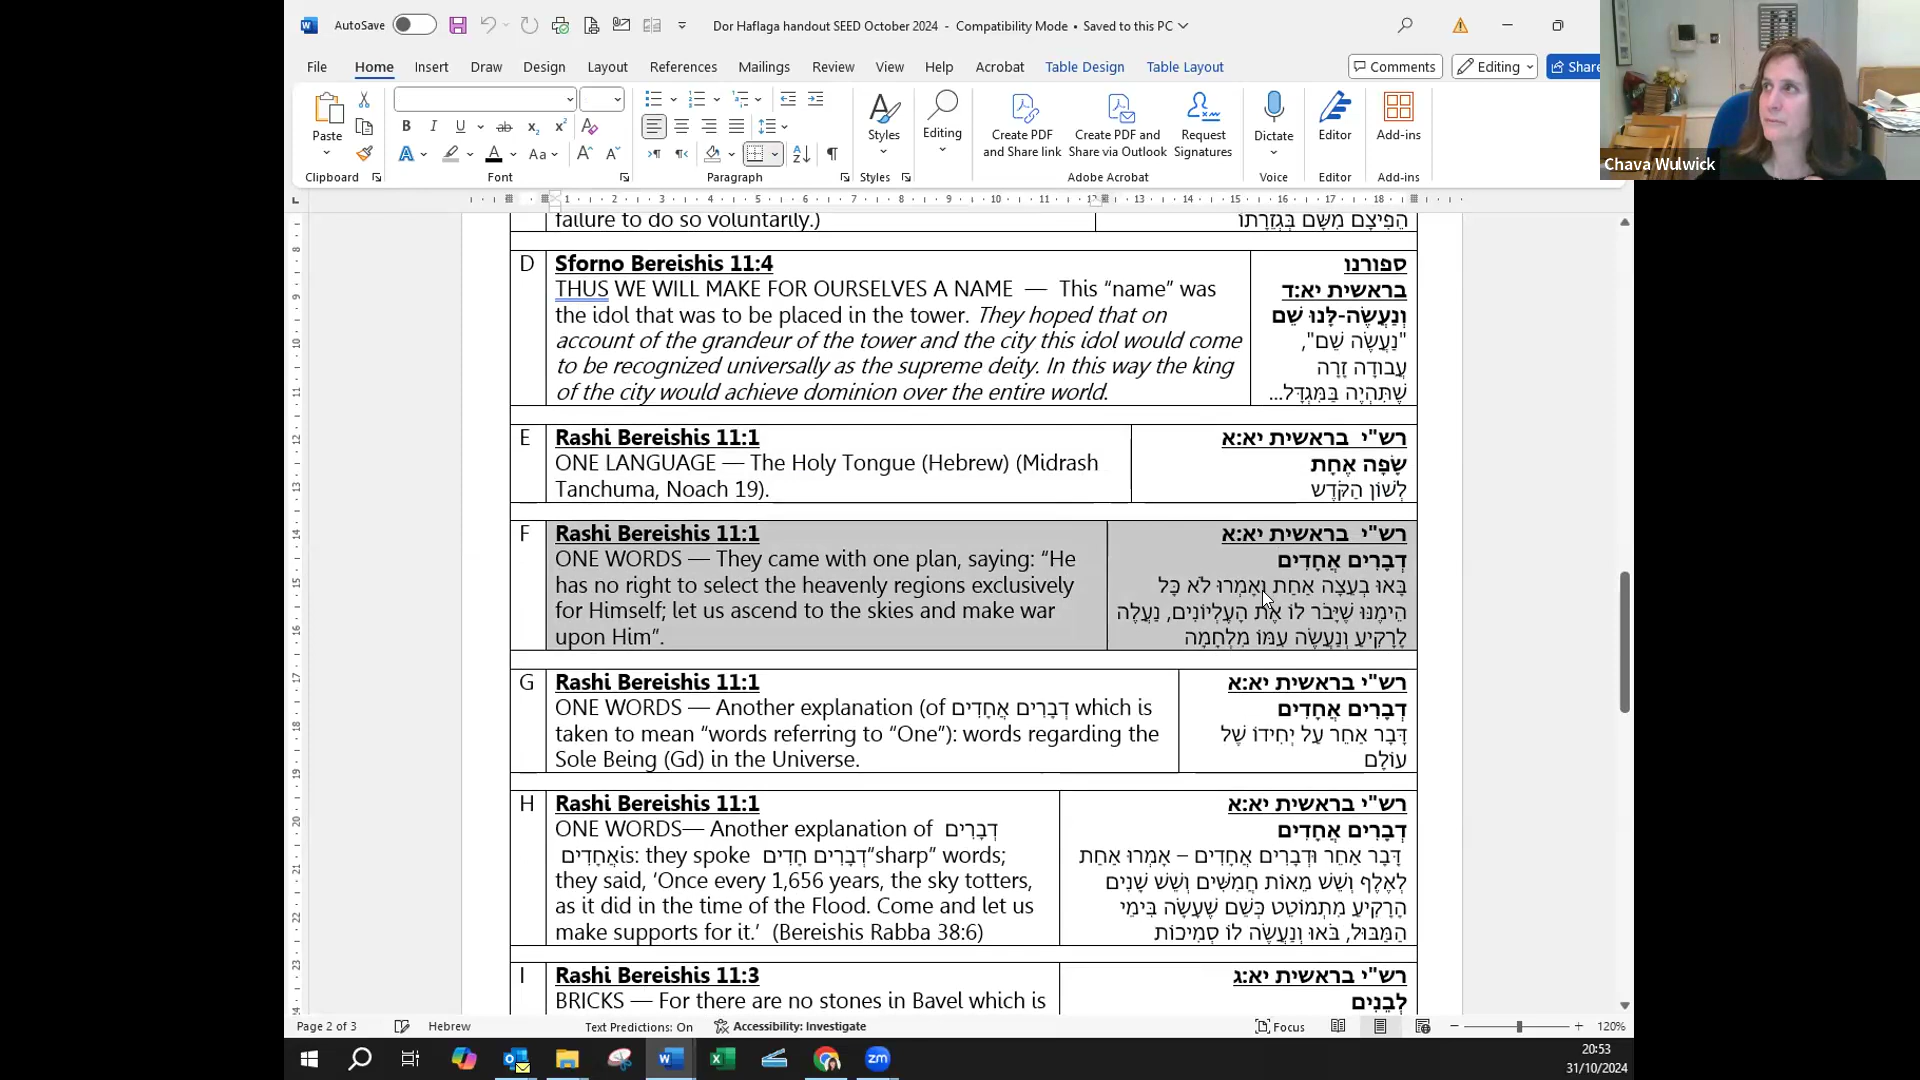 AutoSave
Dor Haflaga handout SEED October 2024 - Compatibility Mode • Saved to this PC
File Home Insert Draw Design Layout References Mailings Review View Help Acrobat Table Design Table Layout
Comments Editing Share
Chava Wulwick
Paste
Styles
Editing
Create PDF and Share link
Create PDF and Share via Outlook
Request Signatures
Dictate
Editor
Add-ins
Clipboard Font Paragraph Styles Adobe Acrobat Voice Editor Add-ins
failure to do so voluntarily.)
הֵפִיצָם מִשָּׁם בִּגְזֵרָתוֹ
D
Sforno Bereishis 11:4
THUS WE WILL MAKE FOR OURSELVES A NAME — This “name” was
the idol that was to be placed in the tower. They hoped that on
account of the grandeur of the tower and the city this idol would come
to be recognized universally as the supreme deity. In this way the king
of the city would achieve dominion over the entire world.
ספורנו
בראשית יא:ד
וְנַעֲשֶׂה-לָּנוּ שֵׁם
"נַעֲשֶׂה שֵׁם",
עֲבוֹדָה זָרָה
שֶׁתִּהְיֶה בַּמִּגְדָּל...
E
Rashi Bereishis 11:1
ONE LANGUAGE — The Holy Tongue (Hebrew) (Midrash
Tanchuma, Noach 19).
רש"י בראשית יא:א
שָׂפָה אֶחָת
לְשׁוֹן הַקֹּדֶשׁ
F
Rashi Bereishis 11:1
ONE WORDS — They came with one plan, saying: “He
has no right to select the heavenly regions exclusively
for Himself; let us ascend to the skies and make war
upon Him”.
רש"י בראשית יא:א
דְבָרִים אֲחָדִים
בָּאוּ בְעֵצָה אַחַת וְאָמְרוּ לֹא כָּל
הֵימֶנּוּ שֶׁיָּבֹר לוֹ אֶת הָעֶלְיוֹנִים, נַעֲלֶה
לָרָקִיעַ וְנַעֲשֶׂה עִמּוֹ מִלְחָמָה
G
Rashi Bereishis 11:1
ONE WORDS — Another explanation (of דְבָרִים אֲחָדִים which is
taken to mean “words referring to “One”): words regarding the
Sole Being (Gd) in the Universe.
רש"י בראשית יא:א
דְבָרִים אֲחָדִים
דָּבָר אַחֵר עַל יְחִידוֹ שֶׁל
עוֹלָם
H
Rashi Bereishis 11:1
ONE WORDS— Another explanation of דְבָרִים
אֲחָדִיםis: they spoke דְבָרִים חָדִים“sharp” words;
they said, ‘Once every 1,656 years, the sky totters,
as it did in the time of the Flood. Come and let us
make supports for it.’ (Bereishis Rabba 38:6)
רש"י בראשית יא:א
דְבָרִים אֲחָדִים
דָּבָר אַחֵר וּדְבָרִים אֲחָדִים – אָמְרוּ אַחַת
לְאֶלֶף וְשֵׁשׁ מֵאוֹת חֲמִשִּׁים וְשֵׁשׁ שָׁנִים
הָרָקִיעַ מִתְמוֹטֵט כְּשֵׁם שֶׁעָשָׂה בִּימֵי
הַמַּבּוּל, בֹּאוּ וְנַעֲשֶׂה לוֹ סְמִיכוֹת
I
Rashi Bereishis 11:3
BRICKS — For there are no stones in Bavel which is
רש"י בראשית יא:ג
לְבֵנִים
Page 2 of 3 Hebrew Text Predictions: On Accessibility: Investigate Focus 120%
20:53
31/10/2024